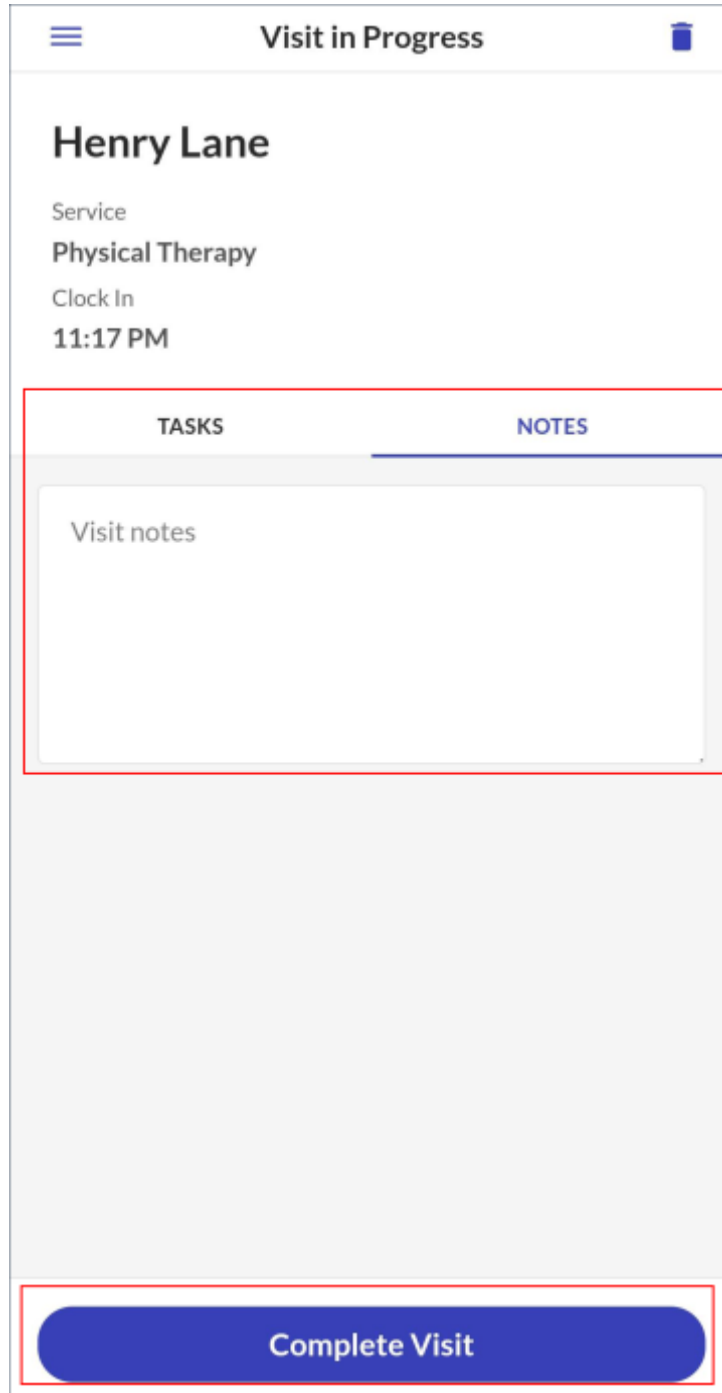 Visit in Progress
Henry Lane
Service
Physical Therapy
Clock In
11:17 PM
TASKS NOTES
Visit notes
Complete Visit